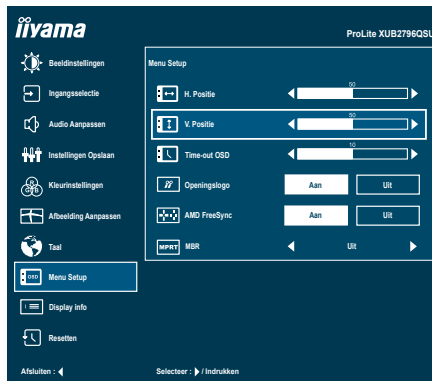 iiyama
ProLite XUB2796QSU
Beeldinstellingen
Ingangsselectie
Audio Aanpassen
Instellingen Opslaan
Kleurinstellingen
R
G B
Afbeelding Aanpassen
Taal
OSD Menu Setup
Display info
Resetten
Menu Setup
H. Positie 50
V. Positie 50
Time-out OSD 10
Openingslogo Aan Uit
AMD FreeSync Aan Uit
MPRT MBR Uit
Afsluiten :
Selecteer : / Indrukken